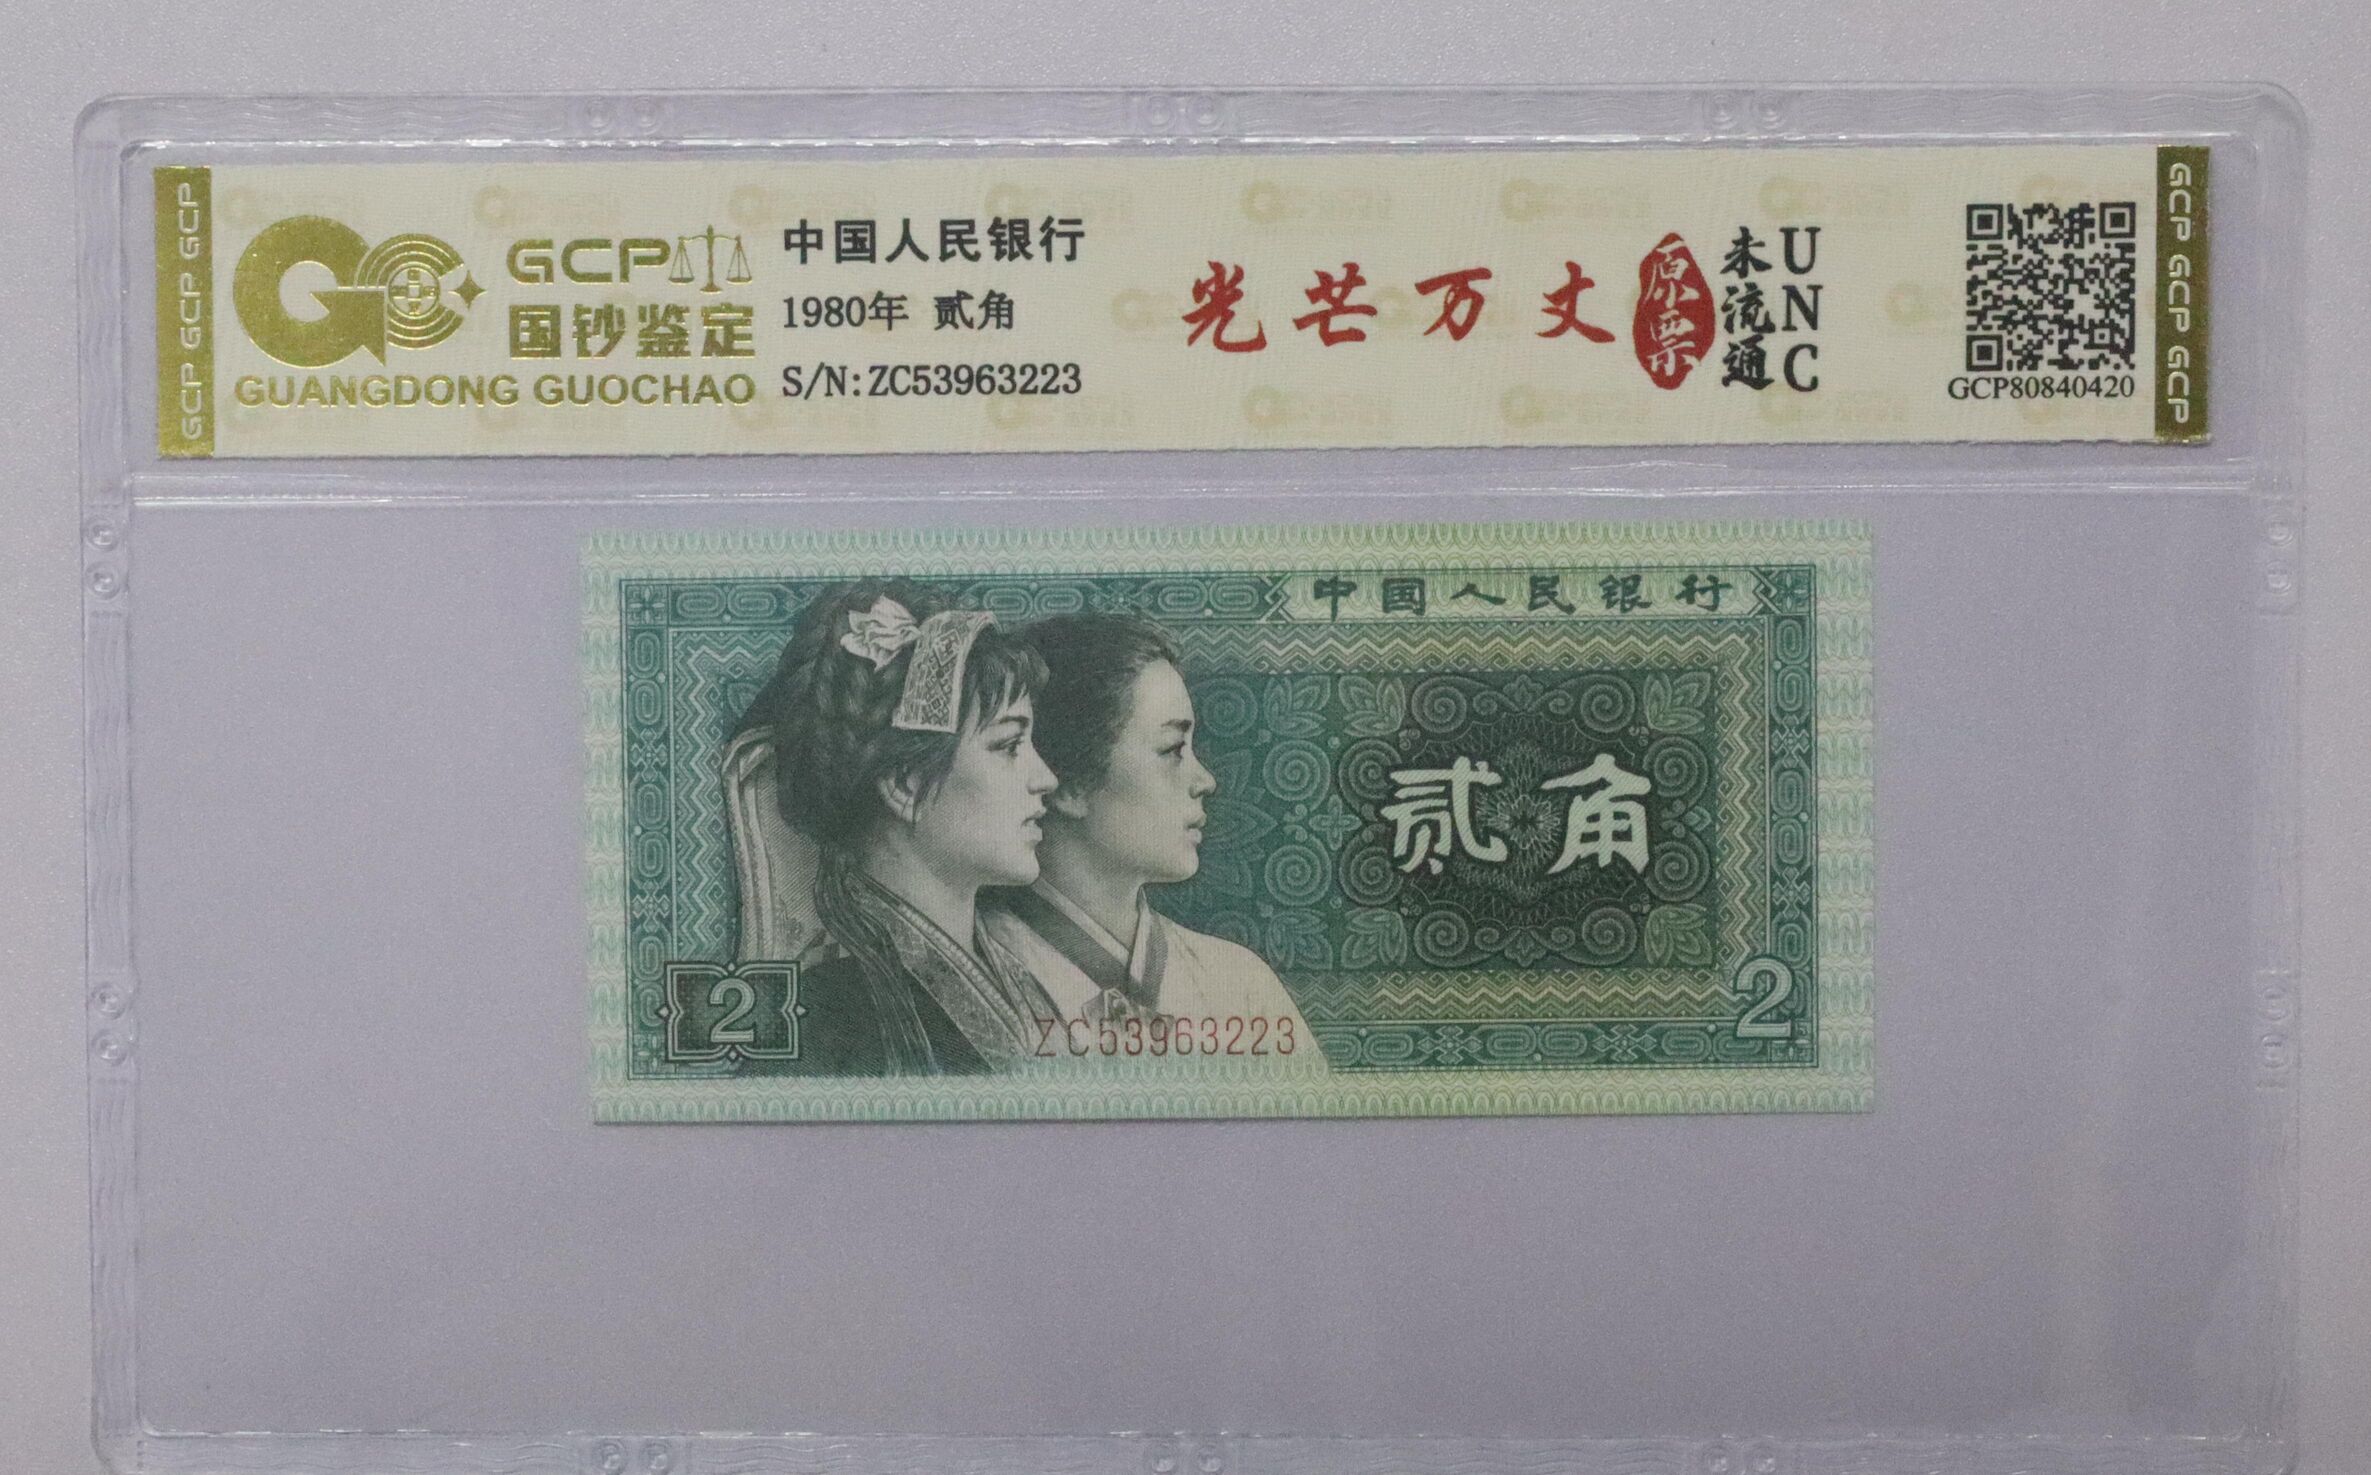 GCP GCP GCP
GCP
国钞鉴定
GUANGDONG GUOCHAO
中国人民银行
1980年 贰角
S/N:ZC53963223
光芒万丈
原票
未流通
UNC
GCP80840420
GCP GCP GCP
中国人民银行
贰角
2
2
ZC53963223